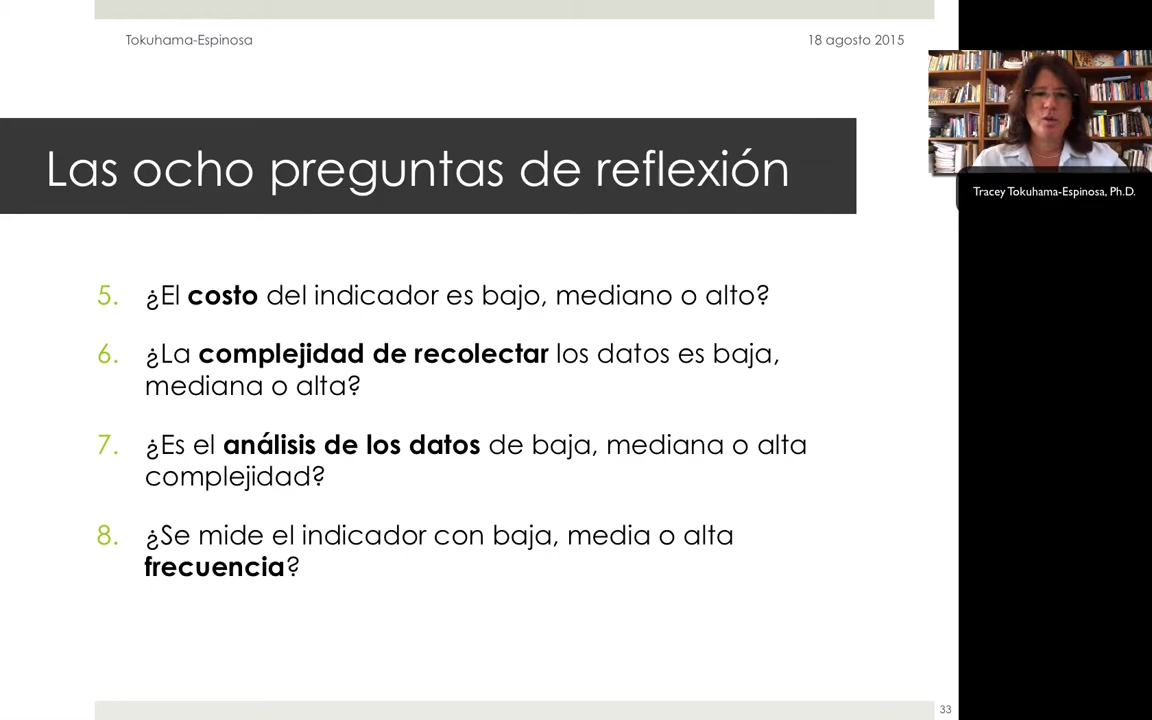 Tokuhama-Espinosa
18 agosto 2015
Tracey Tokuhama-Espinosa, Ph.D.
Las ocho preguntas de reflexión
5. ¿El costo del indicador es bajo, mediano o alto?
6. ¿La complejidad de recolectar los datos es baja,
mediana o alta?
7. ¿Es el análisis de los datos de baja, mediana o alta
complejidad?
8. ¿Se mide el indicador con baja, media o alta
frecuencia?
33